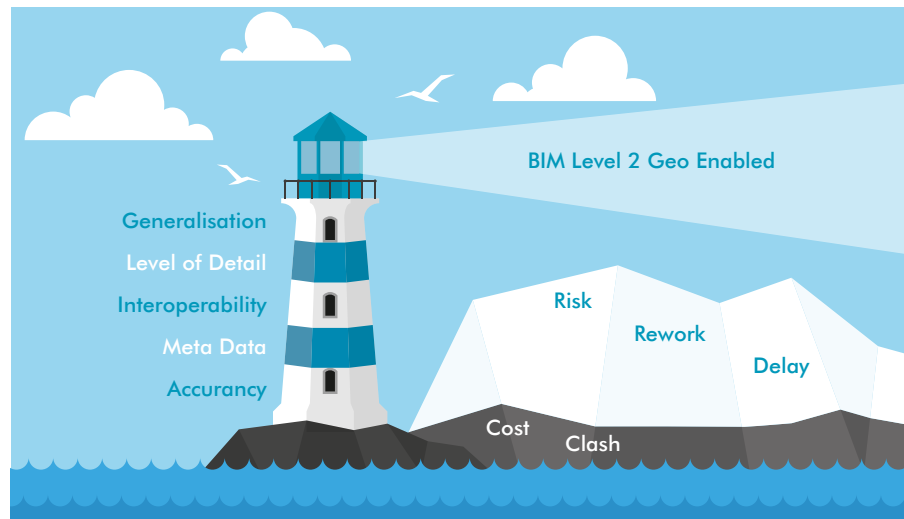 BIM Level 2 Geo Enabled
Generalisation
Level of Detail
Interoperability
Meta Data
Accurancy
Risk
Rework
Delay
Cost
Clash